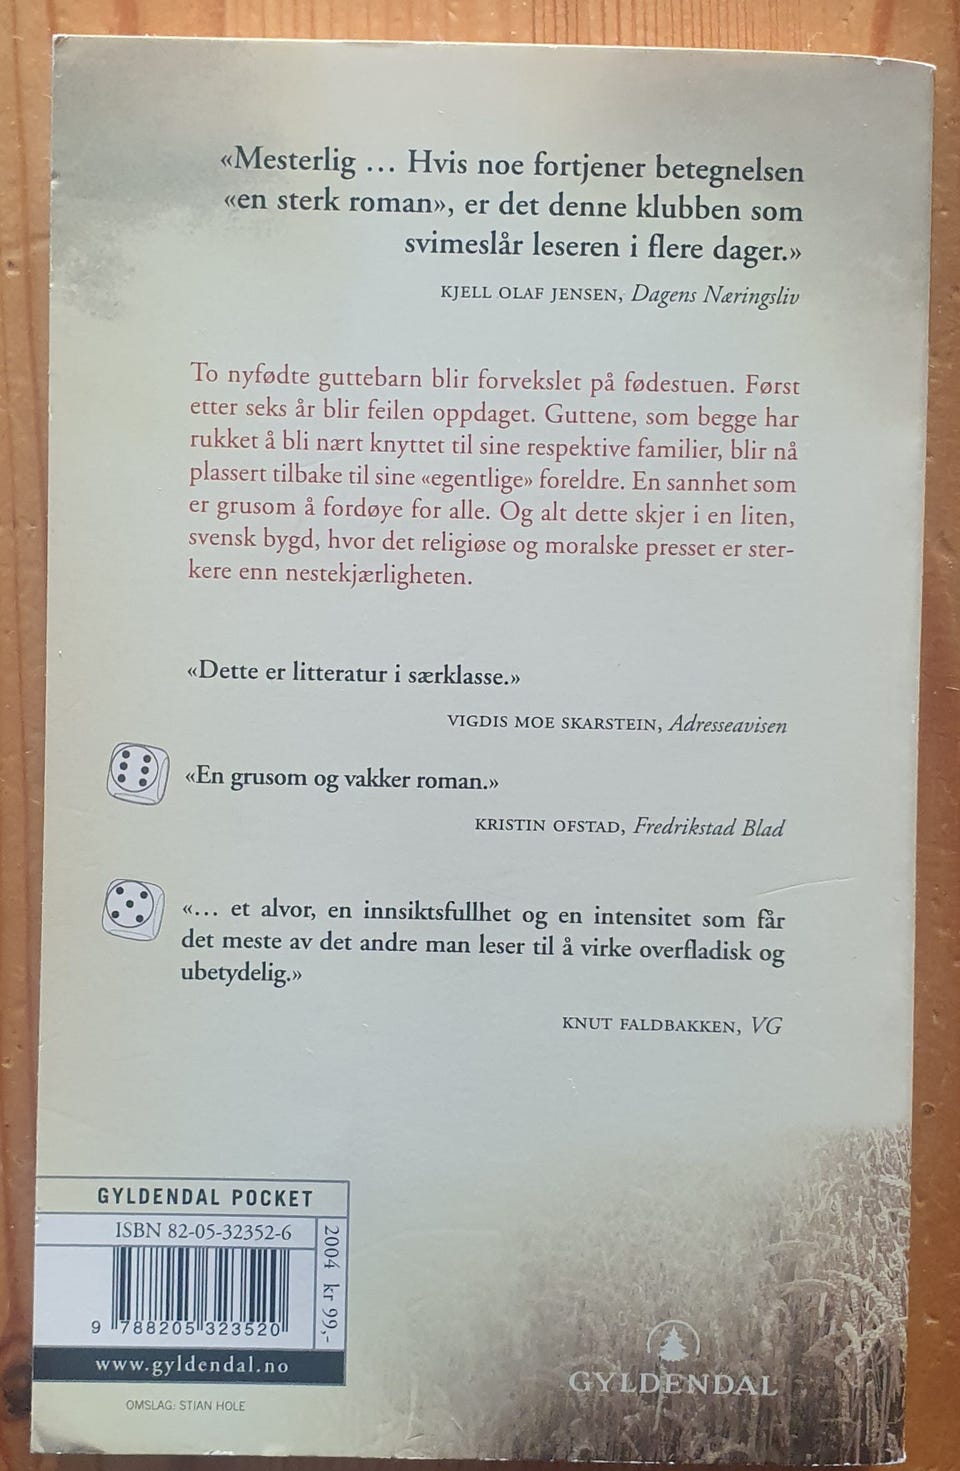 «Mesterlig … Hvis noe fortjener betegnelsen
«en sterk roman», er det denne klubben som
svimeslår leseren i flere dager.»
KJELL OLAF JENSEN, Dagens Næringsliv
To nyfødte guttebarn blir forvekslet på fødestuen. Først
etter seks år blir feilen oppdaget. Guttene, som begge har
rukket å bli nært knyttet til sine respektive familier, blir nå
plassert tilbake til sine «egentlige» foreldre. En sannhet som
er grusom å fordøye for alle. Og alt dette skjer i en liten,
svensk bygd, hvor det religiøse og moralske presset er ster-
kere enn nestekjærligheten.
«Dette er litteratur i særklasse.»
VIGDIS MOE SKARSTEIN, Adresseavisen
«En grusom og vakker roman.»
KRISTIN OFSTAD, Fredrikstad Blad
«… et alvor, en innsiktsfullhet og en intensitet som får
det meste av det andre man leser til å virke overfladisk og
ubetydelig.»
KNUT FALDBAKKEN, VG
GYLDENDAL POCKET
ISBN 82-05-32352-6
2004 kr 99,-
9 788205 323520
www.gyldendal.no
OMSLAG: STIAN HOLE
GYLDENDAL